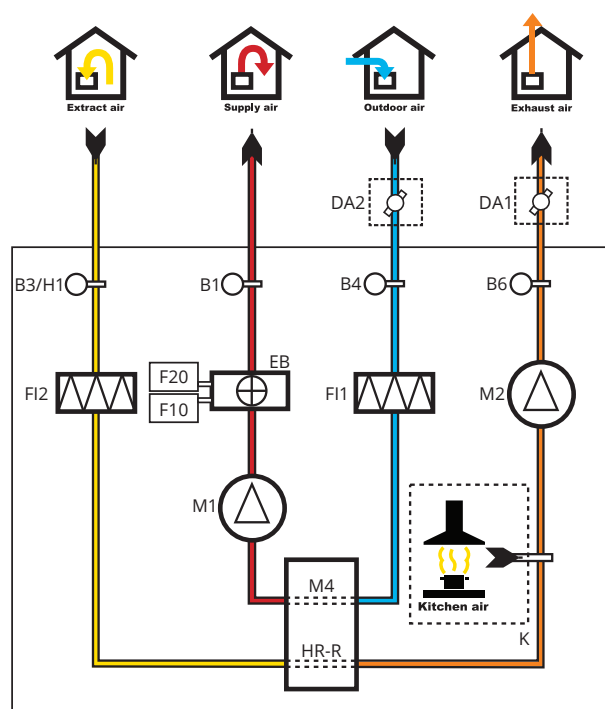 Extract air
Supply air
Outdoor air
Exhaust air
DA2
DA1
B3/H1
B1
B4
B6
EB
F20
F10
FI2
FI1
M2
M1
M4
Kitchen air
K
HR-R